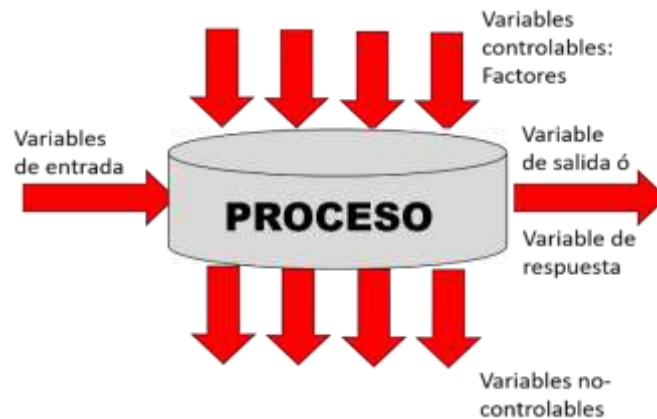 Variables
controlables:
Factores
Variables
de entrada
Variable
de salida ó
PROCESO
Variable de
respuesta
Variables no-
controlables